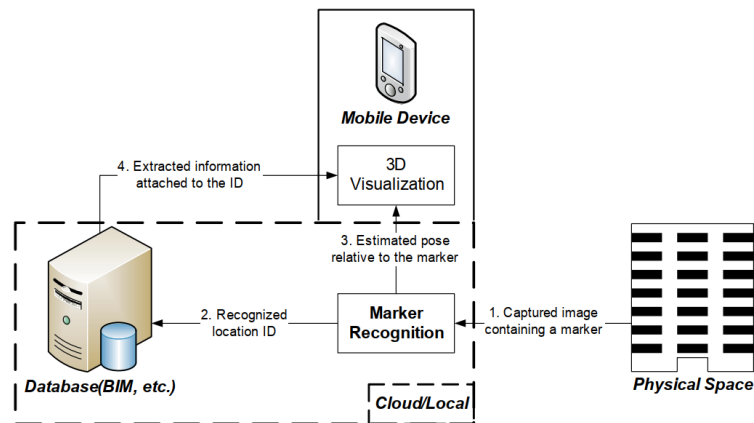 Mobile Device
4. Extracted information
attached to the ID
3D
Visualization
3. Estimated pose
relative to the marker
2. Recognized
location ID
Marker
Recognition
1. Captured image
containing a marker
Database(BIM, etc.)
Cloud/Local
Physical Space